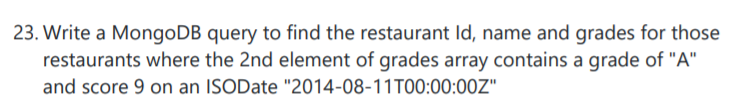 23. Write a MongoDB query to find the restaurant Id, name and grades for those
restaurants where the 2nd element of grades array contains a grade of "A"
and score 9 on an ISODate "2014-08-11T00:00:00Z"